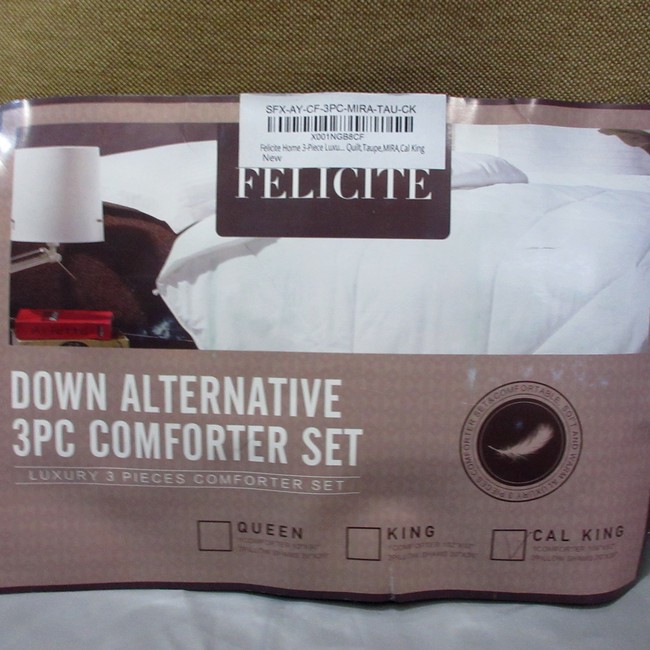 SFX-AY-CF-3PC-MIRA-TAU-CK
X001NGB8CF
Felicite Home 3-Piece Luxu... Quilt,Taupe,MIRA,Cal King
New
FELICITE
DOWN ALTERNATIVE
3PC COMFORTER SET
LUXURY 3 PIECES COMFORTER SET
QUEEN
KING
CAL KING